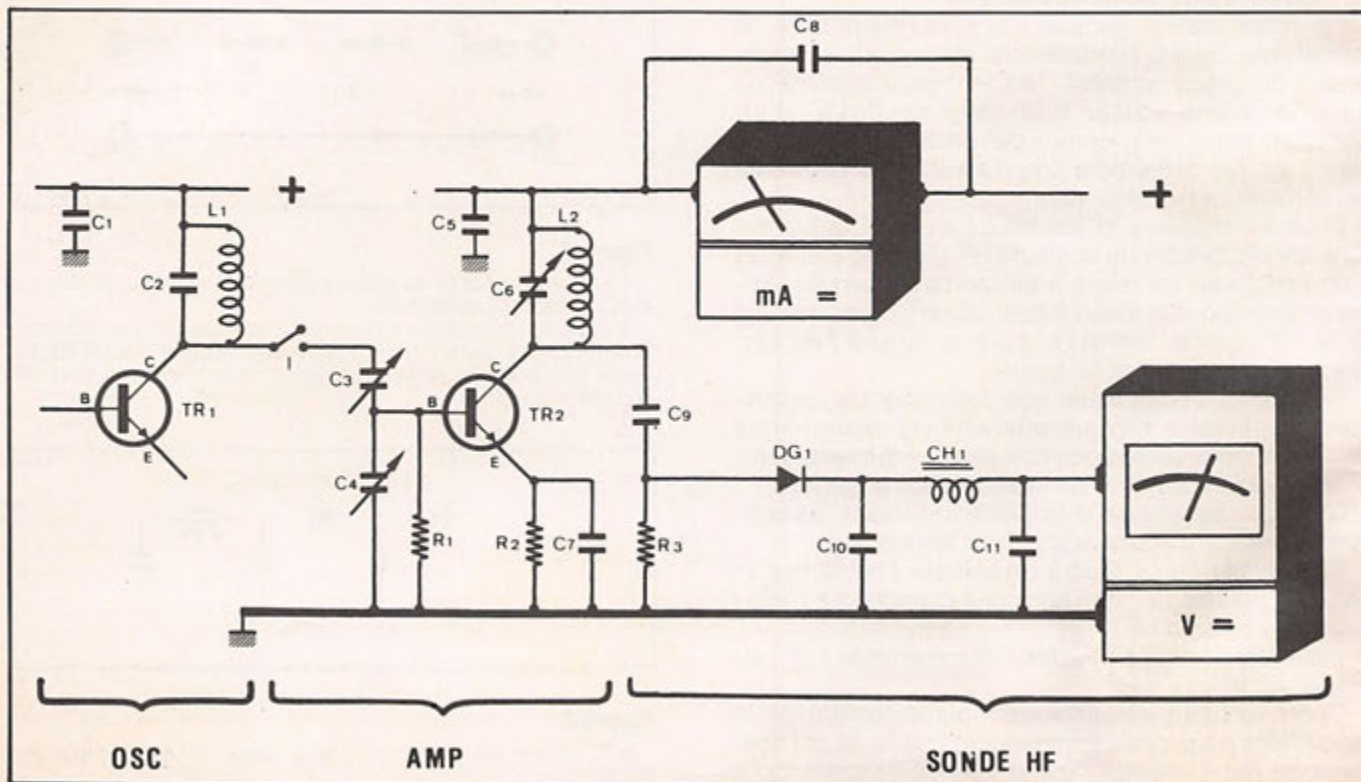 C8
+
+
C1
L1
C2
C
B
TR1
E
I
C3
C4
C5
L2
C6
C
B
TR2
E
R1
R2
C7
C9
R3
mA =
DG1
CH1
C10
C11
V =
OSC
AMP
SONDE HF